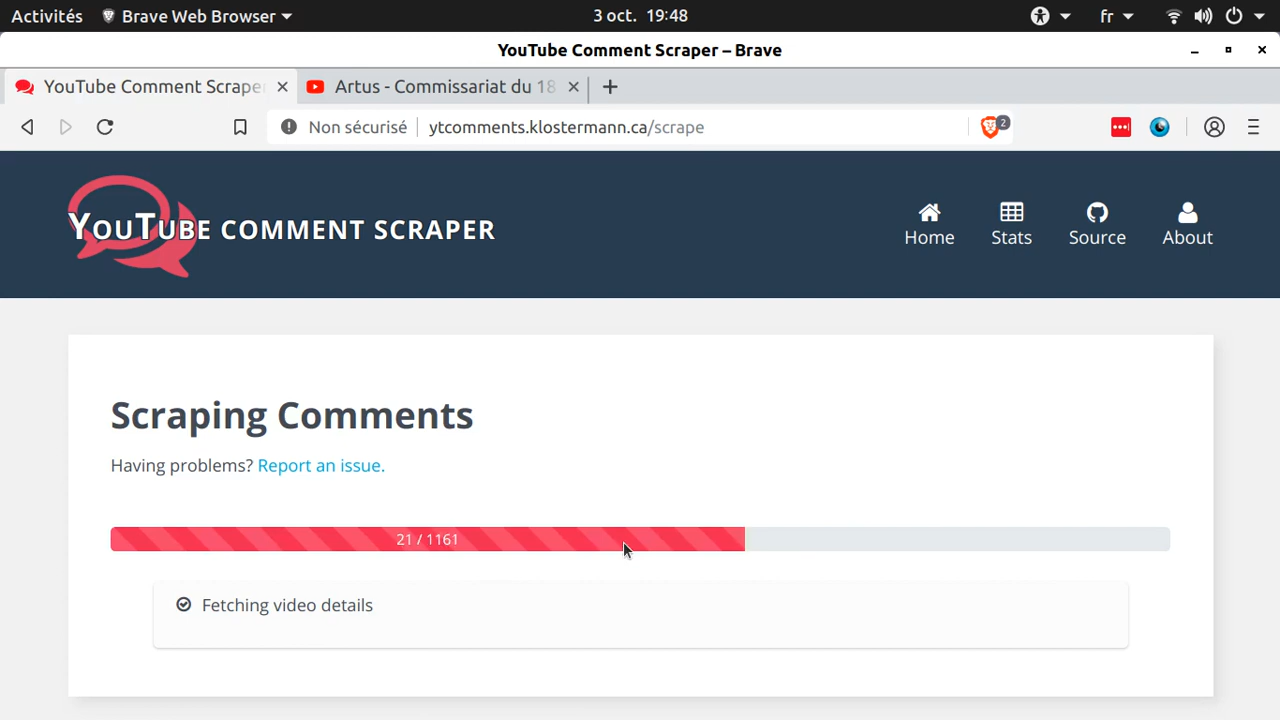 Activités Brave Web Browser 3 oct. 19:48 fr
YouTube Comment Scraper – Brave
YouTube Comment Scrape Artus - Commissariat du 18
Non sécurisé ytcomments.klostermann.ca/scrape 2
YouTube comment scraper
Home Stats Source About
Scraping Comments
Having problems? Report an issue.
21 / 1161
Fetching video details